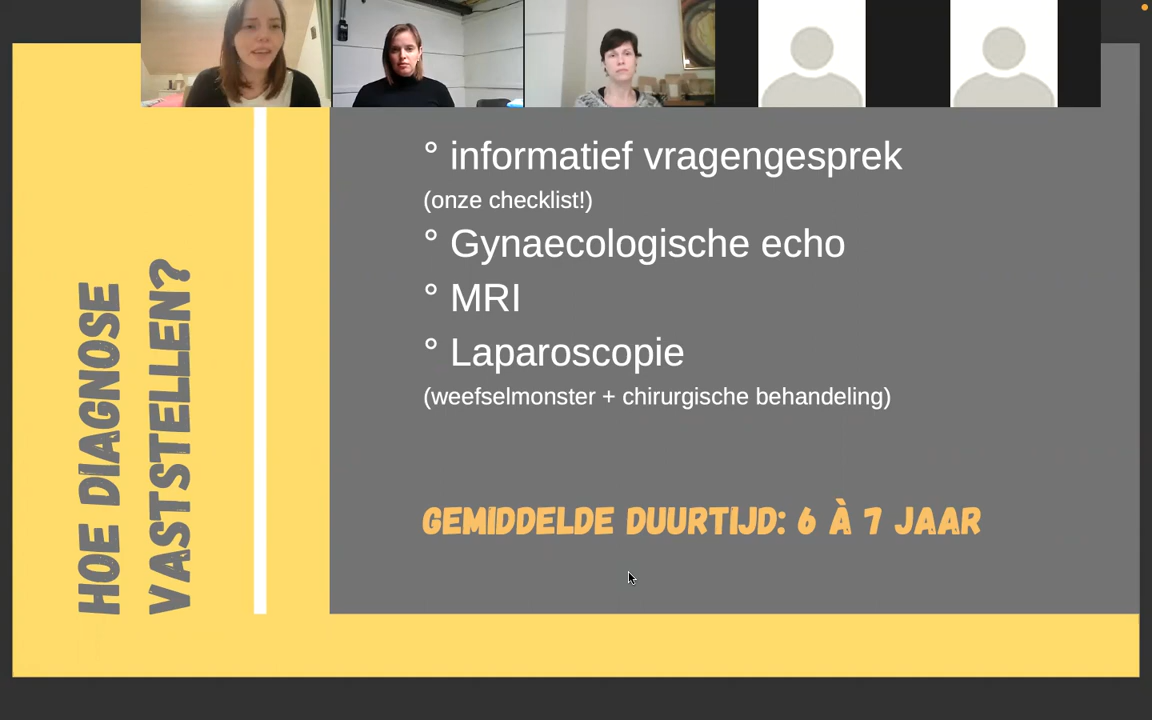 HOE DIAGNOSE
VASTSTELLEN?
° informatief vragengesprek
(onze checklist!)
° Gynaecologische echo
° MRI
° Laparoscopie
(weefselmonster + chirurgische behandeling)
GEMIDDELDE DUURTIJD: 6 À 7 JAAR